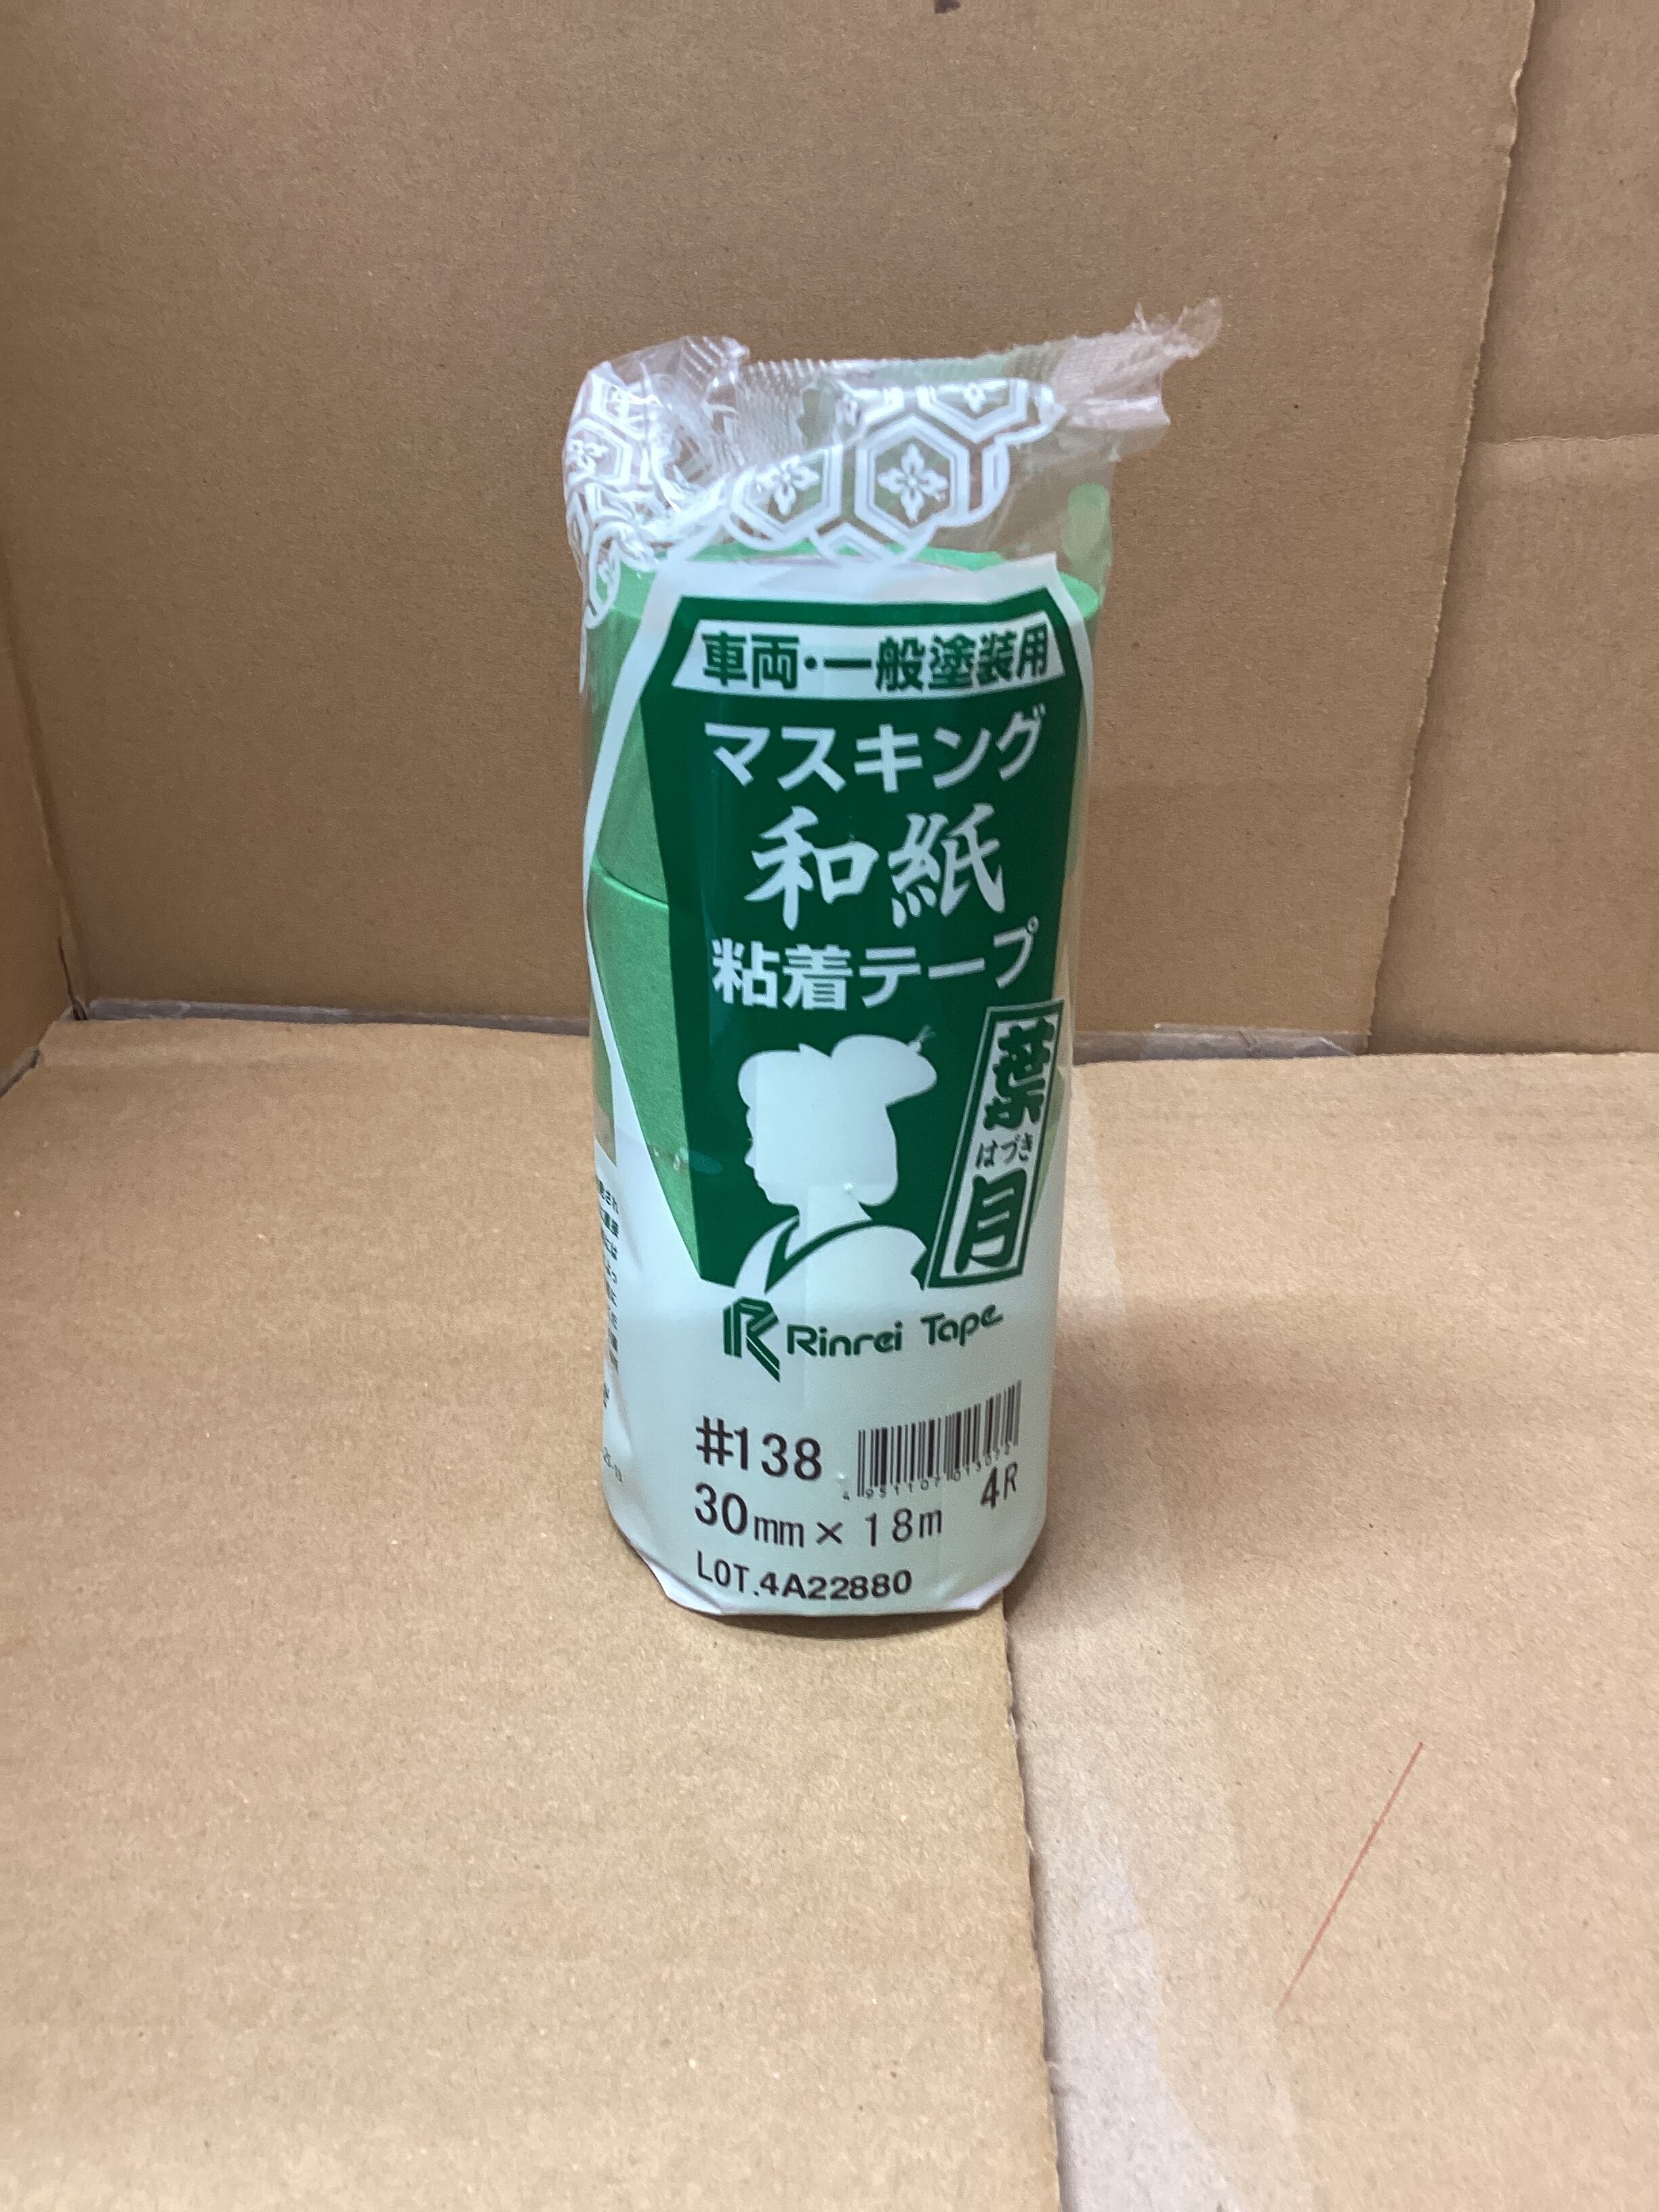 車両・一般塗装用
マスキング
和紙
粘着テープ
葉
はづき
月
Rinrei Tape
#138
4R
30mm×18m
LOT.4A22880